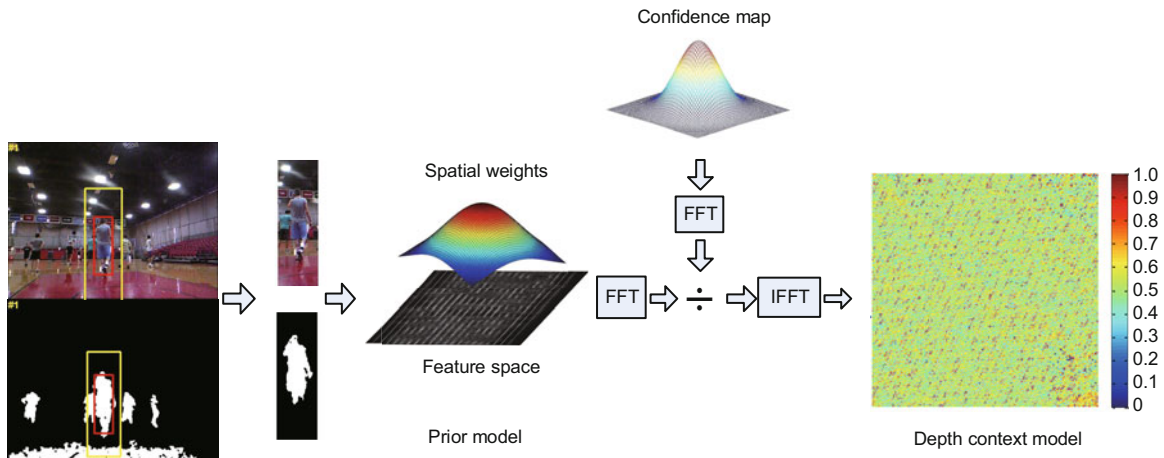 Confidence map
#1
Spatial weights
FFT
FFT
÷
IFFT
Feature space
#1
Prior model
1.0
0.9
0.8
0.7
0.6
0.5
0.4
0.3
0.2
0.1
0
Depth context model